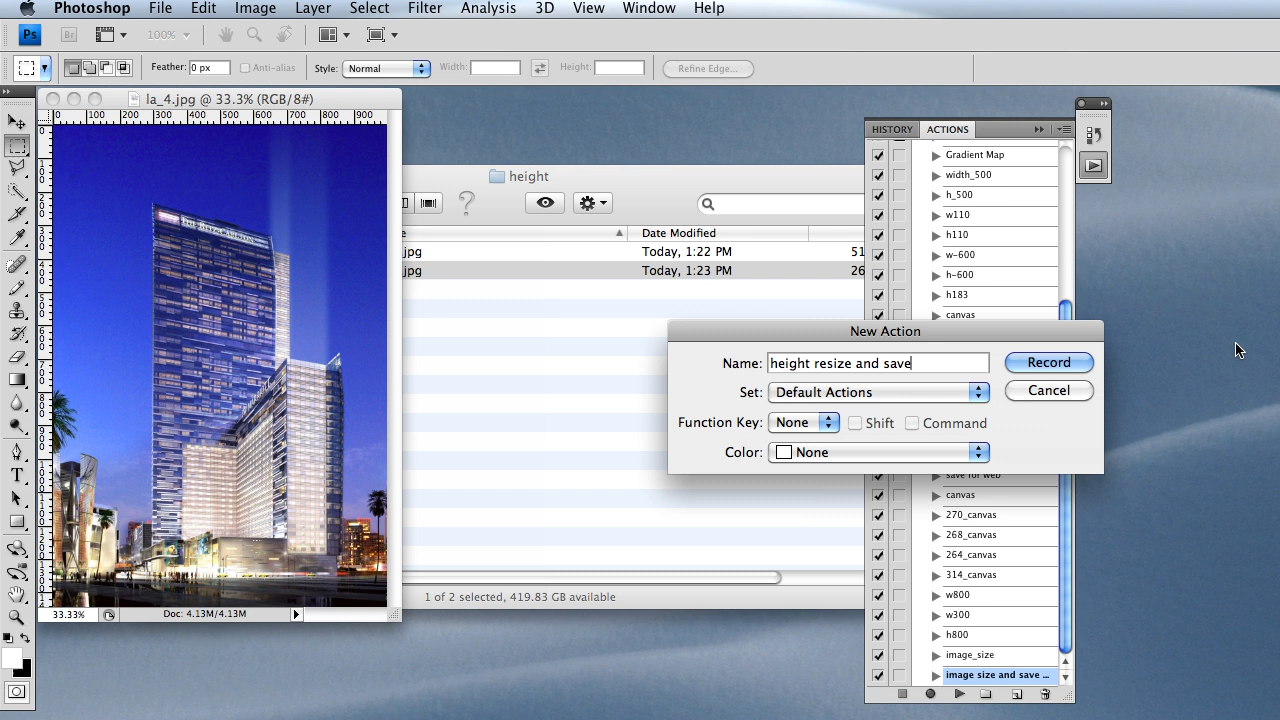 Photoshop File Edit Image Layer Select Filter Analysis 3D View Window Help
Ps Br 100%
Feather: 0 px Anti-alias Style: Normal Width: Height: Refine Edge...
la_4.jpg @ 33.3% (RGB/8#)
0 100 200 300 400 500 600 700 800 900
HISTORY ACTIONS
Gradient Map
width_500
h_500
w110
h110
w-600
h-600
h183
canvas
height
Date Modified
.jpg Today, 1:22 PM 51
.jpg Today, 1:23 PM 26
New Action
Name: height resize and save Record
Set: Default Actions Cancel
Function Key: None Shift Command
Color: None
save for web
canvas
270_canvas
268_canvas
264_canvas
314_canvas
w800
w300
h800
image_size
image size and save ...
1 of 2 selected, 419.83 GB available
33.33% Doc: 4.13M/4.13M